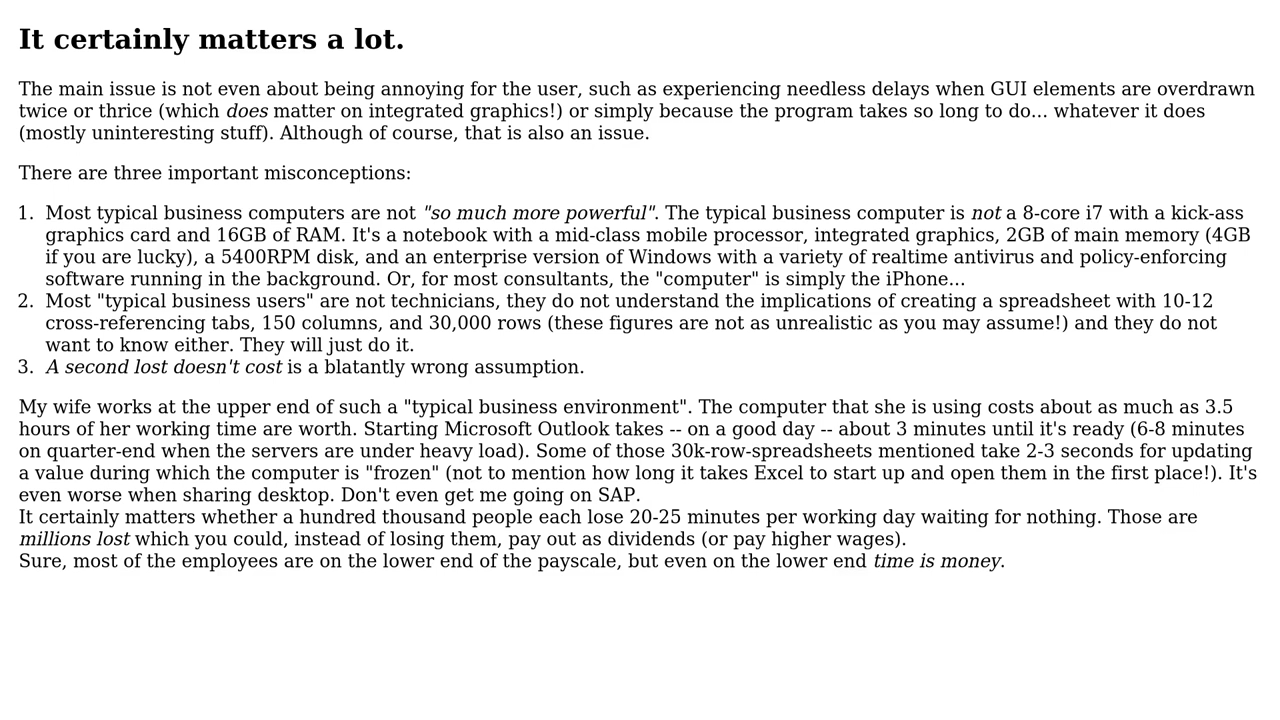 It certainly matters a lot.
The main issue is not even about being annoying for the user, such as experiencing needless delays when GUI elements are overdrawn
twice or thrice (which does matter on integrated graphics!) or simply because the program takes so long to do... whatever it does
(mostly uninteresting stuff). Although of course, that is also an issue.
There are three important misconceptions:
1. Most typical business computers are not "so much more powerful". The typical business computer is not a 8-core i7 with a kick-ass
graphics card and 16GB of RAM. It's a notebook with a mid-class mobile processor, integrated graphics, 2GB of main memory (4GB
if you are lucky), a 5400RPM disk, and an enterprise version of Windows with a variety of realtime antivirus and policy-enforcing
software running in the background. Or, for most consultants, the "computer" is simply the iPhone...
2. Most "typical business users" are not technicians, they do not understand the implications of creating a spreadsheet with 10-12
cross-referencing tabs, 150 columns, and 30,000 rows (these figures are not as unrealistic as you may assume!) and they do not
want to know either. They will just do it.
3. A second lost doesn't cost is a blatantly wrong assumption.
My wife works at the upper end of such a "typical business environment". The computer that she is using costs about as much as 3.5
hours of her working time are worth. Starting Microsoft Outlook takes -- on a good day -- about 3 minutes until it's ready (6-8 minutes
on quarter-end when the servers are under heavy load). Some of those 30k-row-spreadsheets mentioned take 2-3 seconds for updating
a value during which the computer is "frozen" (not to mention how long it takes Excel to start up and open them in the first place!). It's
even worse when sharing desktop. Don't even get me going on SAP.
It certainly matters whether a hundred thousand people each lose 20-25 minutes per working day waiting for nothing. Those are
millions lost which you could, instead of losing them, pay out as dividends (or pay higher wages).
Sure, most of the employees are on the lower end of the payscale, but even on the lower end time is money.